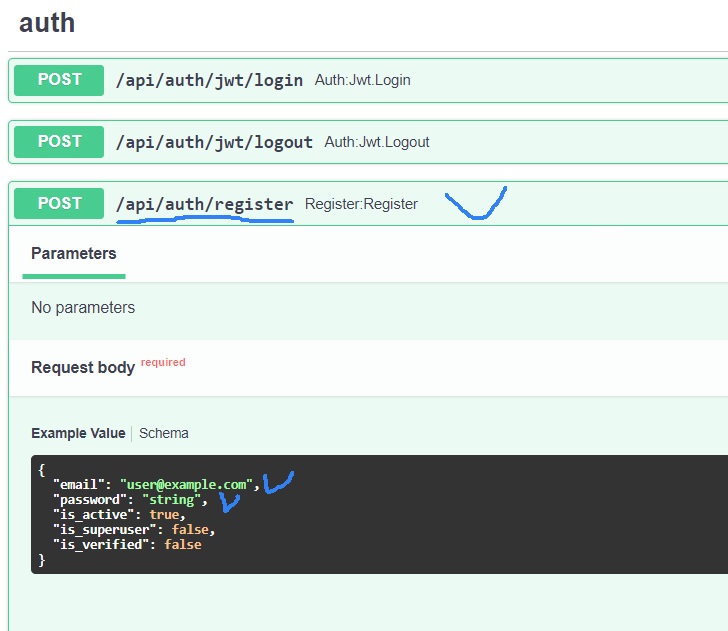 auth
POST /api/auth/jwt/login Auth:Jwt.Login
POST /api/auth/jwt/logout Auth:Jwt.Logout
POST /api/auth/register Register:Register
Parameters
No parameters
Request body required
Example Value Schema
{
"email": "user@example.com",
"password": "string",
"is_active": true,
"is_superuser": false,
"is_verified": false
}